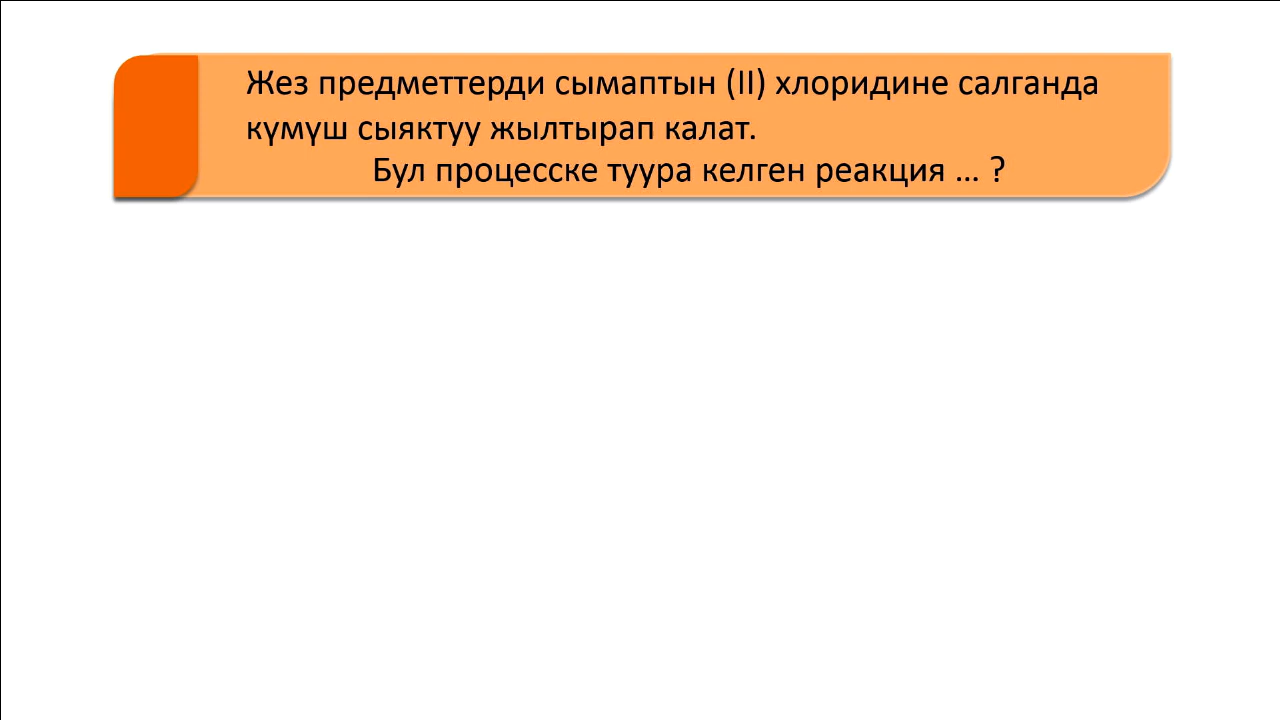 Жез предметтерди сымаптын (II) хлоридине салганда
күмүш сыяктуу жылтырап калат.
Бул процесске туура келген реакция ... ?